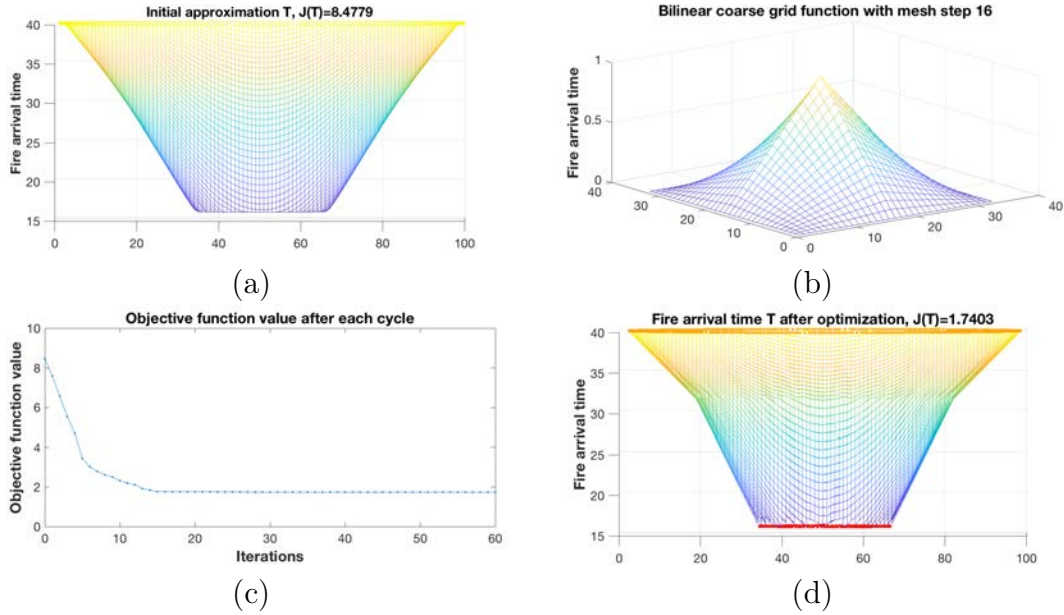 Initial approximation T, J(T)=8.4779
Fire arrival time
40
35
30
25
20
15
0 20 40 60 80 100
(a)
Bilinear coarse grid function with mesh step 16
Fire arrival time
1
0.5
0
40
30
20
10
0
0
10
20
30
40
(b)
Objective function value after each cycle
Objective function value
10
8
6
4
2
0
0 10 20 30 40 50 60
Iterations
(c)
Fire arrival time T after optimization, J(T)=1.7403
Fire arrival time
40
35
30
25
20
15
0 20 40 60 80 100
(d)